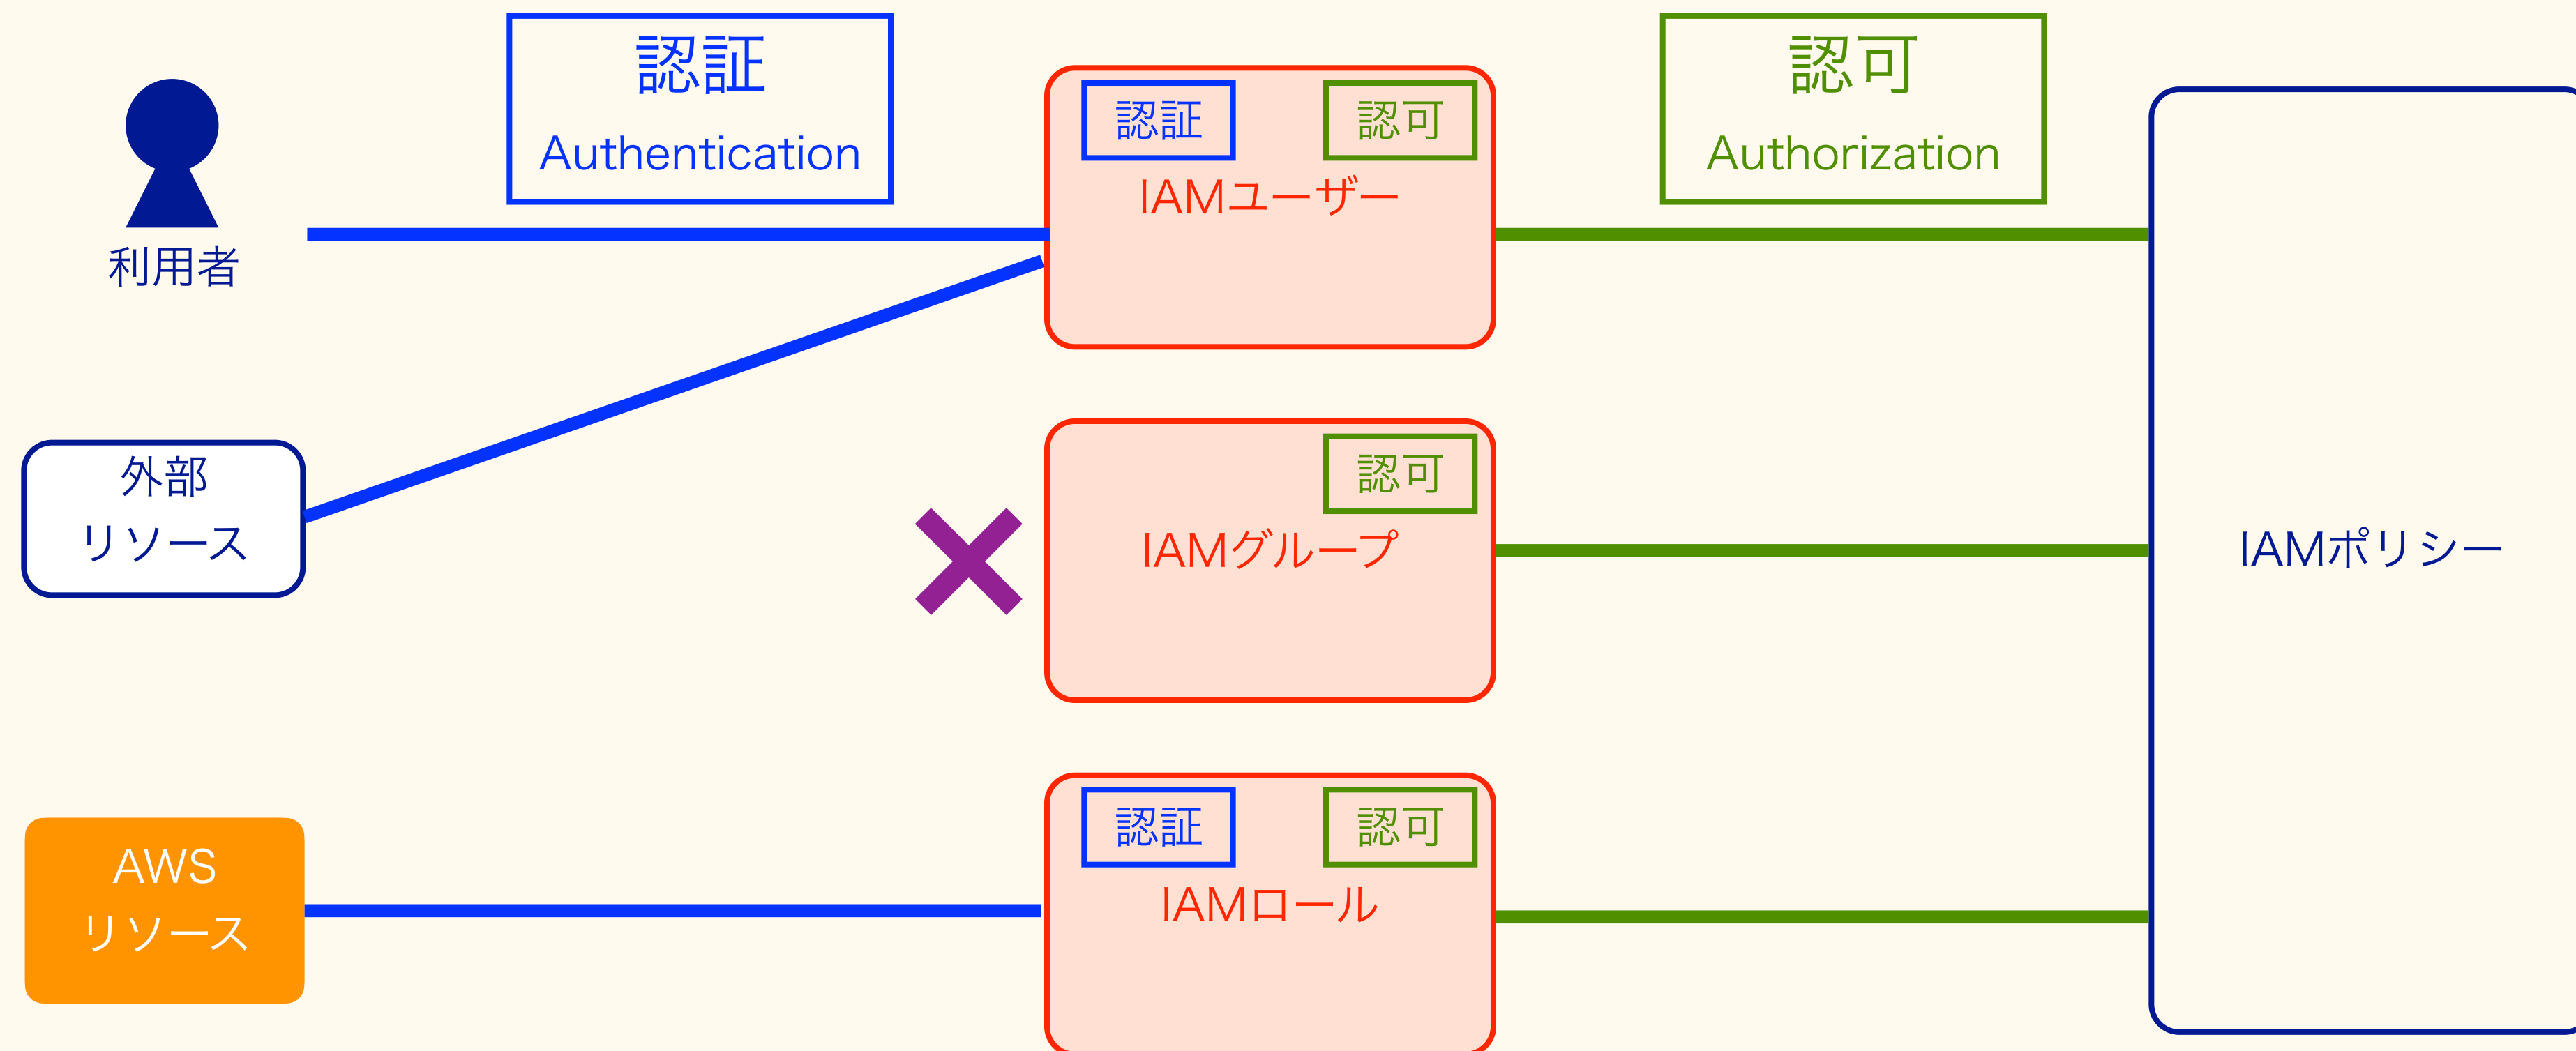 認証
Authentication
利用者
認証
認可
IAMユーザー
認可
Authorization
外部
リソース
認可
IAMグループ
IAMポリシー
AWS
リソース
認証
認可
IAMロール